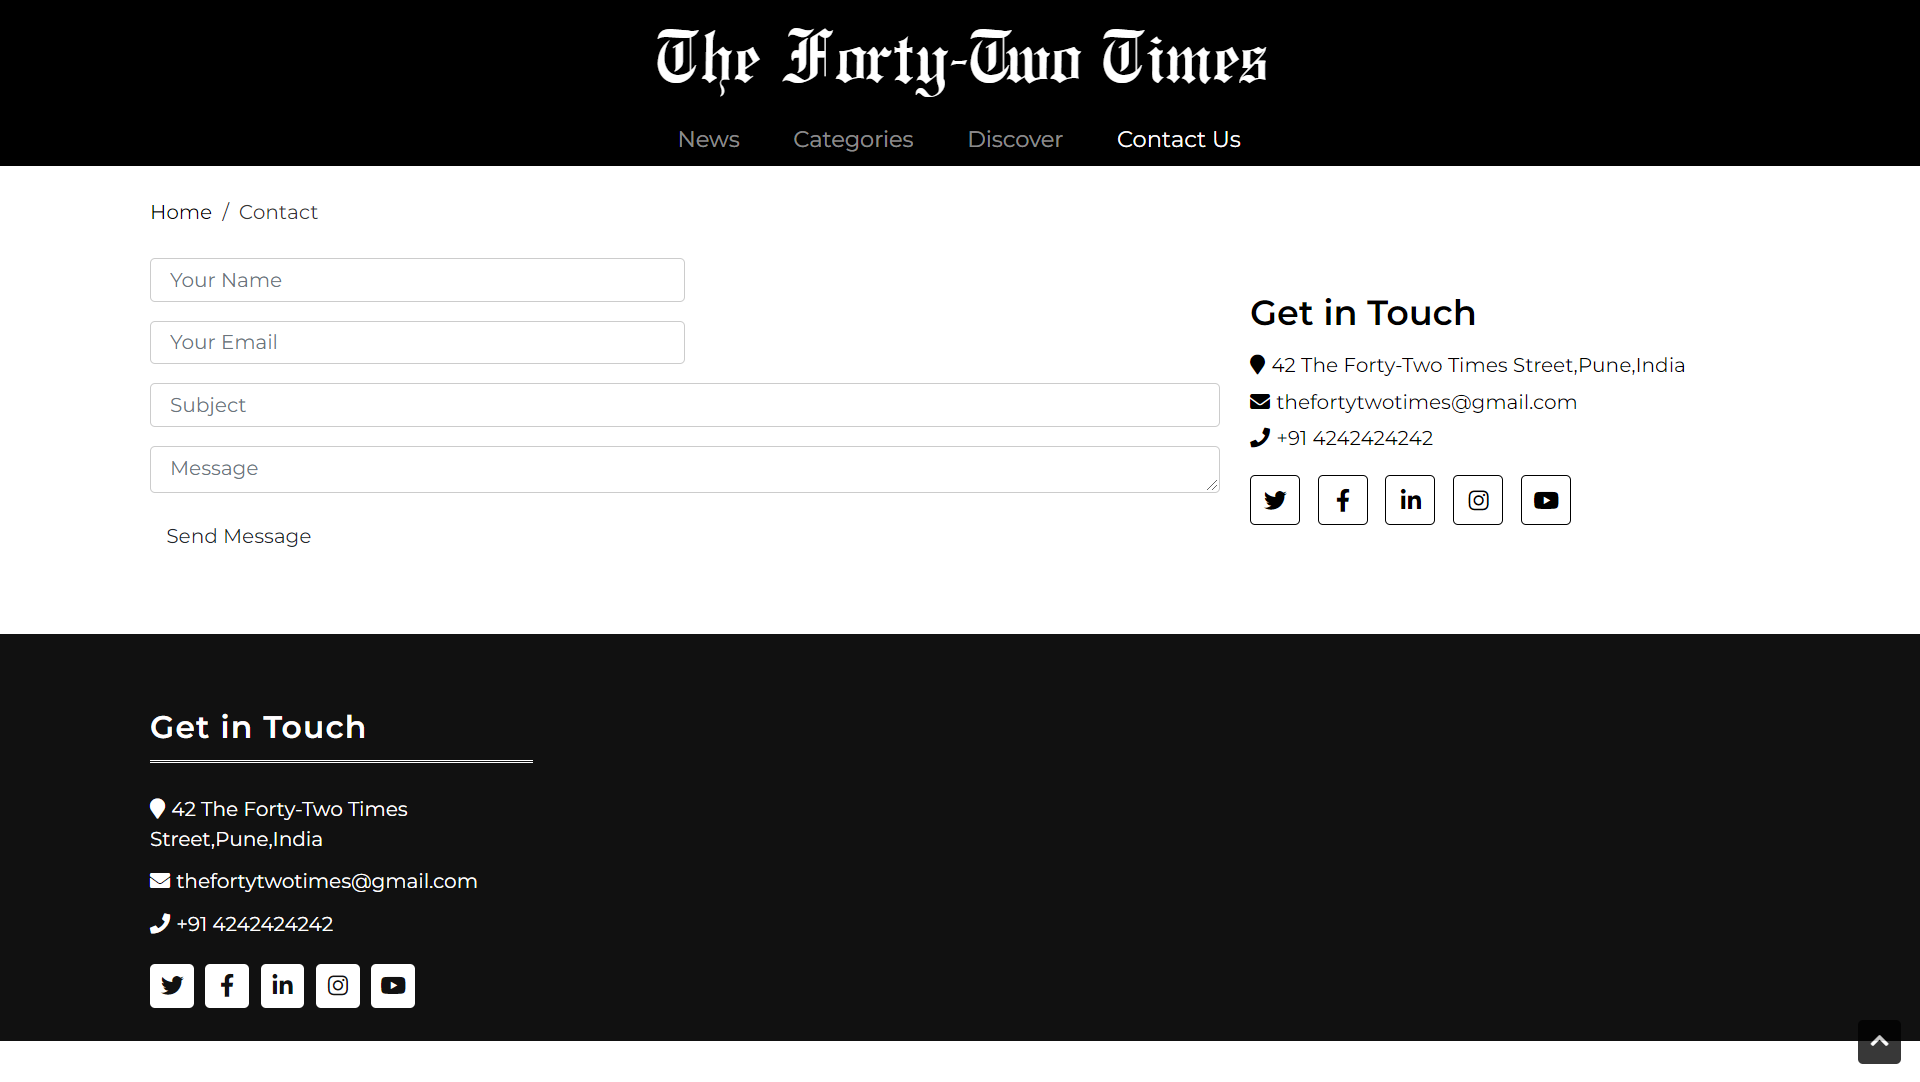 The Forty-Two Times
News Categories Discover Contact Us
Home / Contact
Your Name
Your Email
Subject
Message
Send Message
Get in Touch
42 The Forty-Two Times Street,Pune,India
thefortytwotimes@gmail.com
+91 4242424242
Get in Touch
42 The Forty-Two Times
Street,Pune,India
thefortytwotimes@gmail.com
+91 4242424242